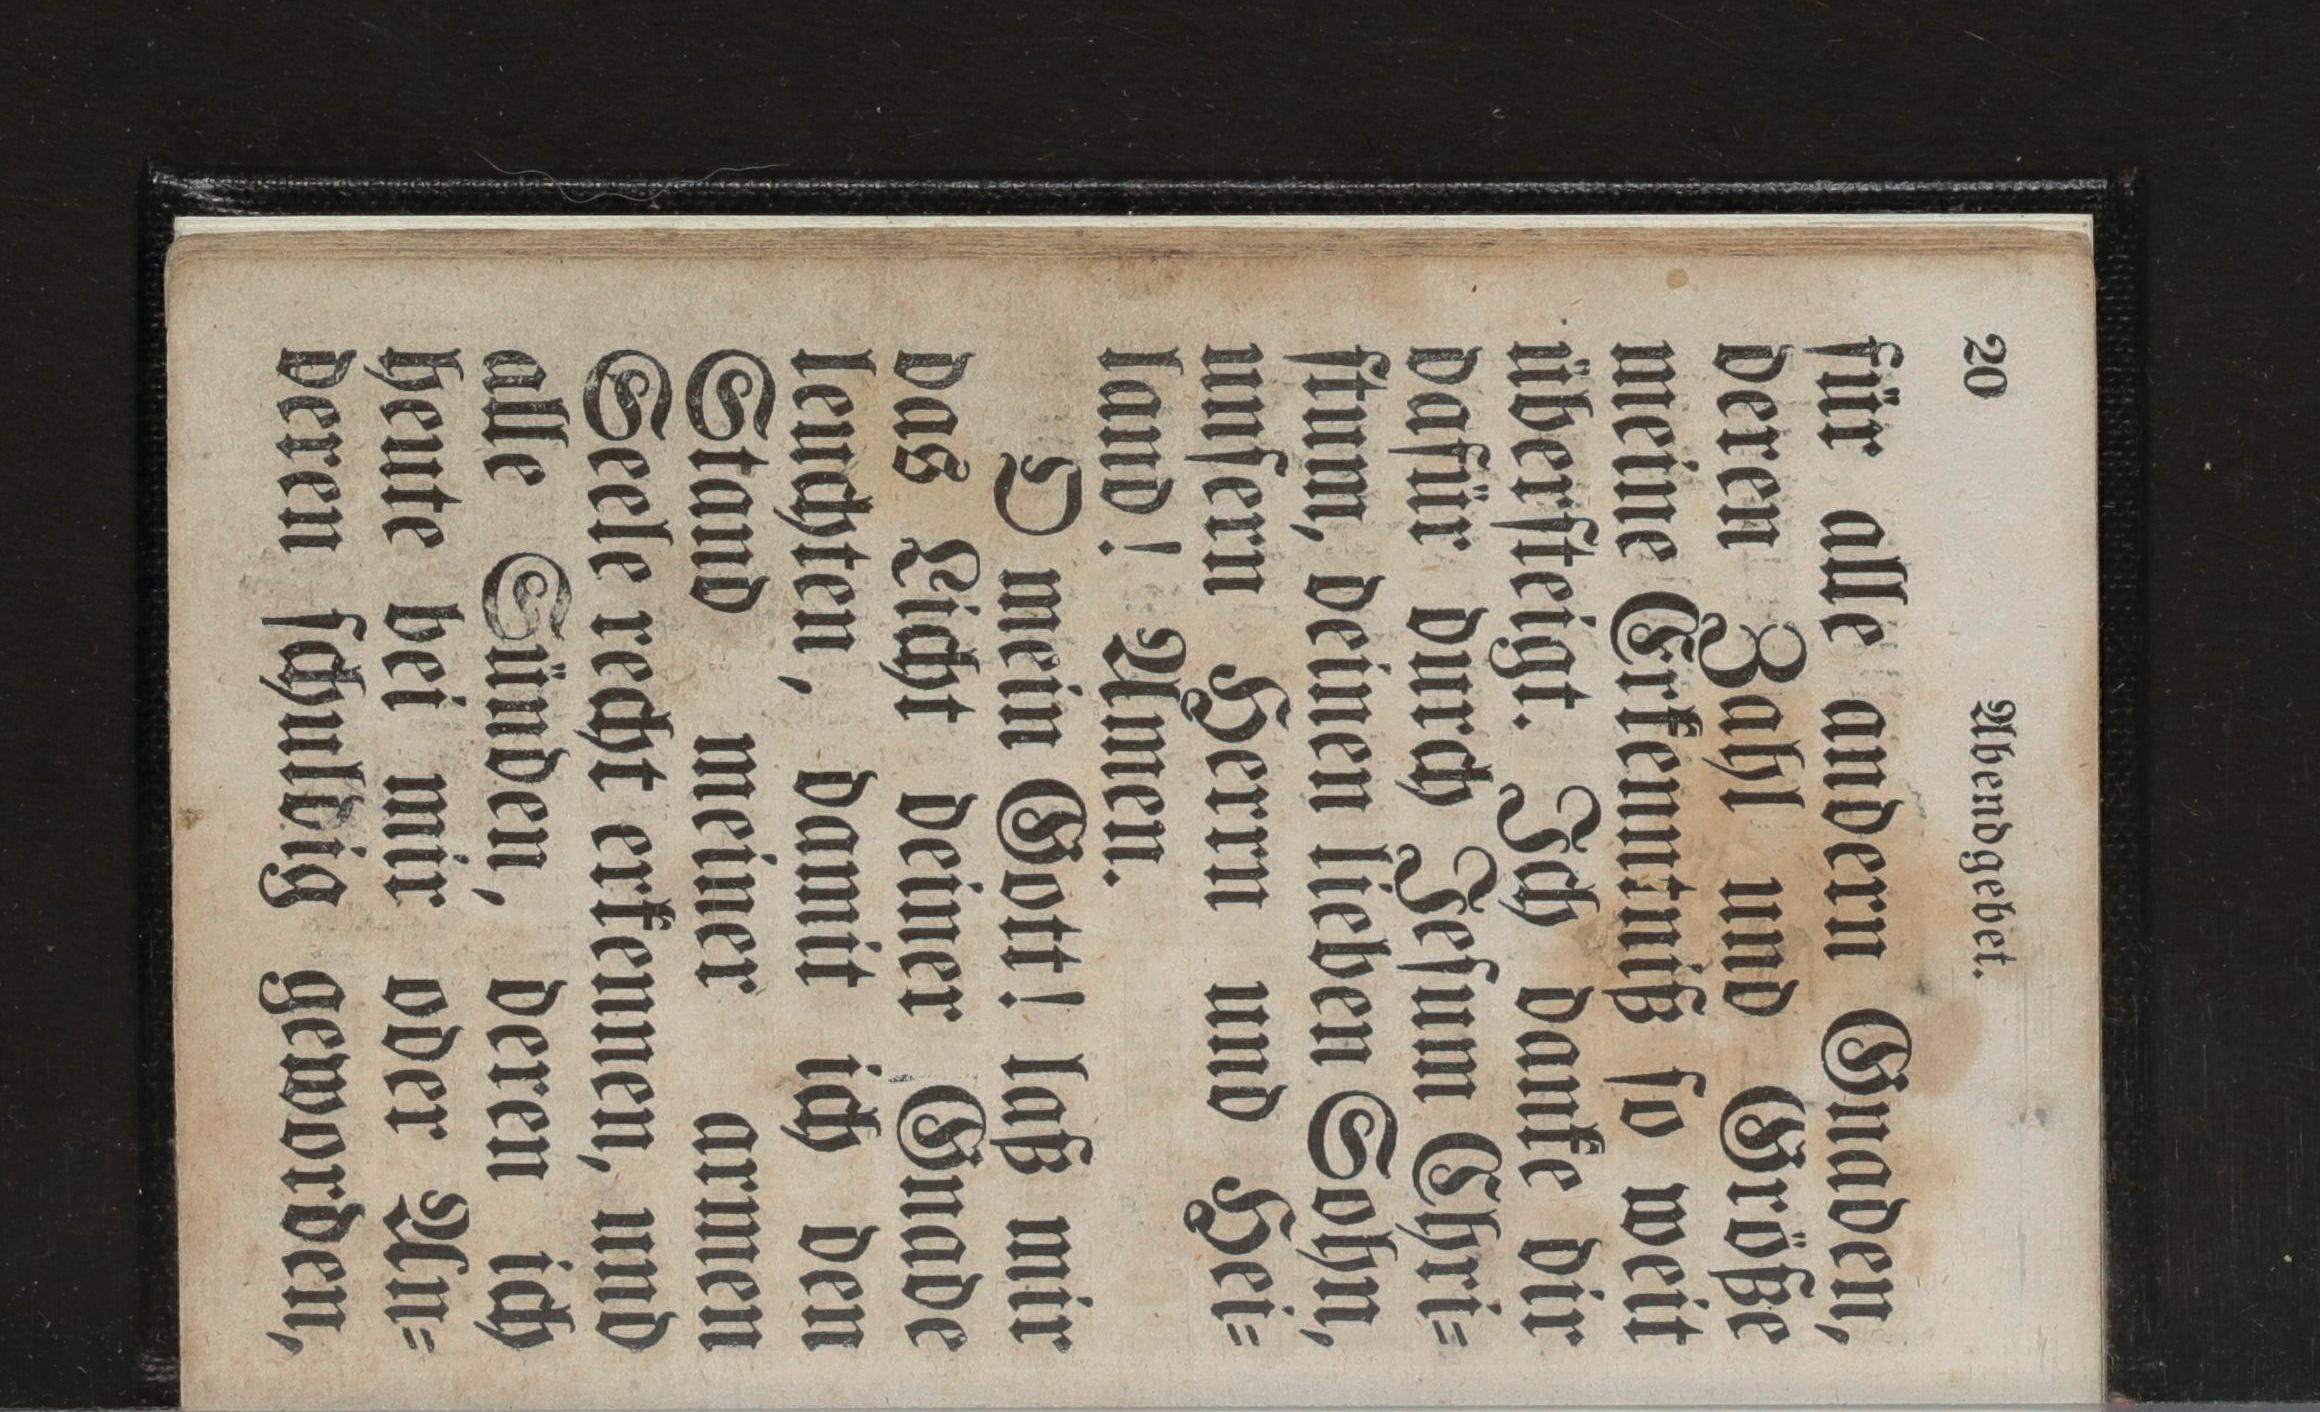 20 Abendgebet.
für alle andern Gnaden,
deren Zahl und Größe
meine Erkenntniß so weit
übersteigt. Ich danke dir
dafür durch Jesum Chri=
stum, deinen lieben Sohn,
unsern Herrn und Hei=
land! Amen.
O mein Gott! laß mir
das Licht deiner Gnade
leuchten, damit ich den
Stand meiner armen
Seele recht erkennen, und
alle Sünden, deren ich
heute bei mir oder An=
deren schuldig geworden,